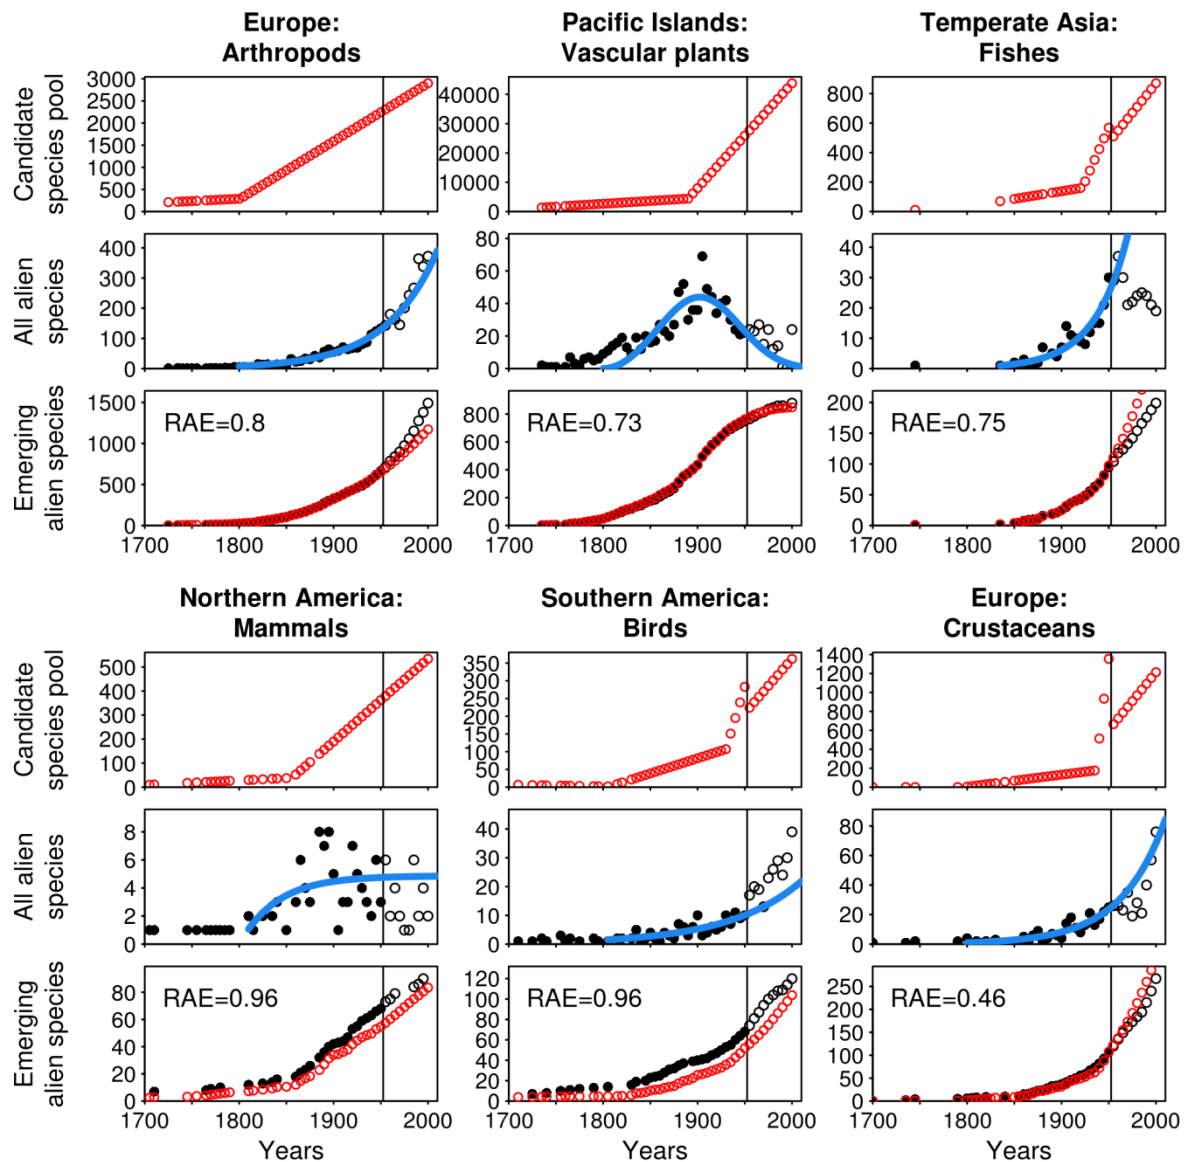 Europe:
Arthropods
Pacific Islands:
Vascular plants
Temperate Asia:
Fishes
Candidate
species pool
3000
2500
2000
1500
1000
500
0
40000
30000
20000
10000
0
800
600
400
200
0
All alien
species
400
300
200
100
0
80
60
40
20
0
40
30
20
10
0
Emerging
alien species
1500
1000
500
0
RAE=0.8
800
600
400
200
0
RAE=0.73
200
150
100
50
0
RAE=0.75
1700 1800 1900 2000
1700 1800 1900 2000
1700 1800 1900 2000
Northern America:
Mammals
Southern America:
Birds
Europe:
Crustaceans
Candidate
species pool
500
400
300
200
100
0
350
300
250
200
150
100
50
0
1400
1200
1000
800
600
400
200
0
All alien
species
8
6
4
2
0
40
30
20
10
0
80
60
40
20
0
Emerging
alien species
80
60
40
20
0
RAE=0.96
120
100
80
60
40
20
0
RAE=0.96
250
200
150
100
50
0
RAE=0.46
1700 1800 1900 2000
1700 1800 1900 2000
1700 1800 1900 2000
Years
Years
Years